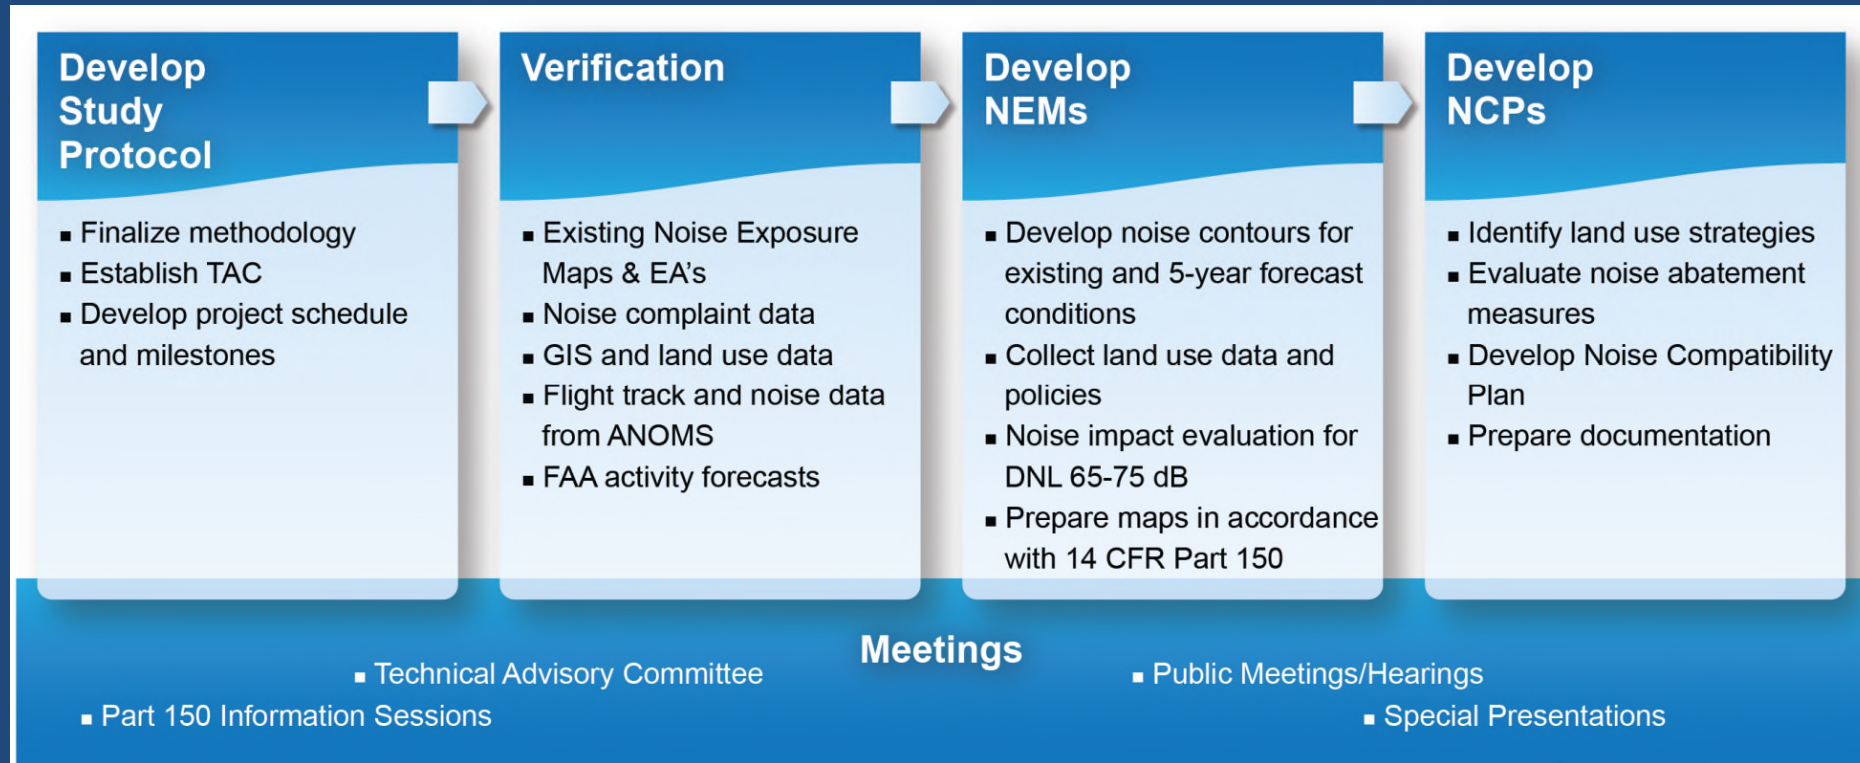 Develop
Study
Protocol
▪ Finalize methodology
▪ Establish TAC
▪ Develop project schedule
and milestones
Verification
▪ Existing Noise Exposure
Maps & EA’s
▪ Noise complaint data
▪ GIS and land use data
▪ Flight track and noise data
from ANOMS
▪ FAA activity forecasts
Develop
NEMs
▪ Develop noise contours for
existing and 5-year forecast
conditions
▪ Collect land use data and
policies
▪ Noise impact evaluation for
DNL 65-75 dB
▪ Prepare maps in accordance
with 14 CFR Part 150
Develop
NCPs
▪ Identify land use strategies
▪ Evaluate noise abatement
measures
▪ Develop Noise Compatibility
Plan
▪ Prepare documentation
Meetings
▪ Technical Advisory Committee
▪ Part 150 Information Sessions
▪ Public Meetings/Hearings
▪ Special Presentations